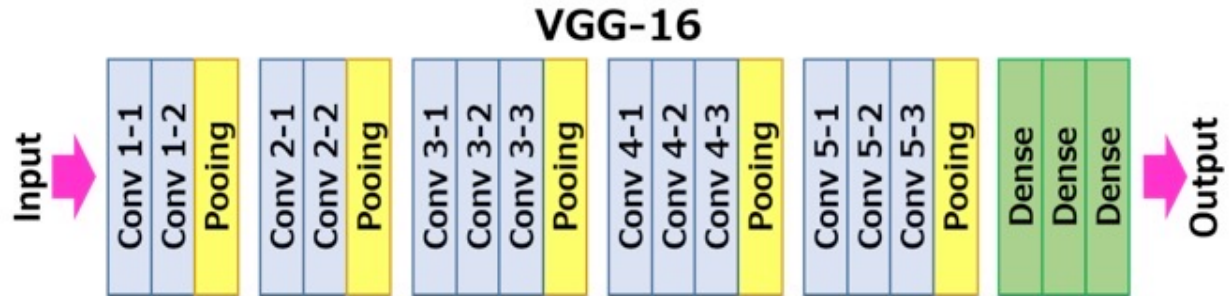 VGG-16
Input
Conv 1-1
Conv 1-2
Pooing
Conv 2-1
Conv 2-2
Pooing
Conv 3-1
Conv 3-2
Conv 3-3
Pooing
Conv 4-1
Conv 4-2
Conv 4-3
Pooing
Conv 5-1
Conv 5-2
Conv 5-3
Pooing
Dense
Dense
Dense
Output